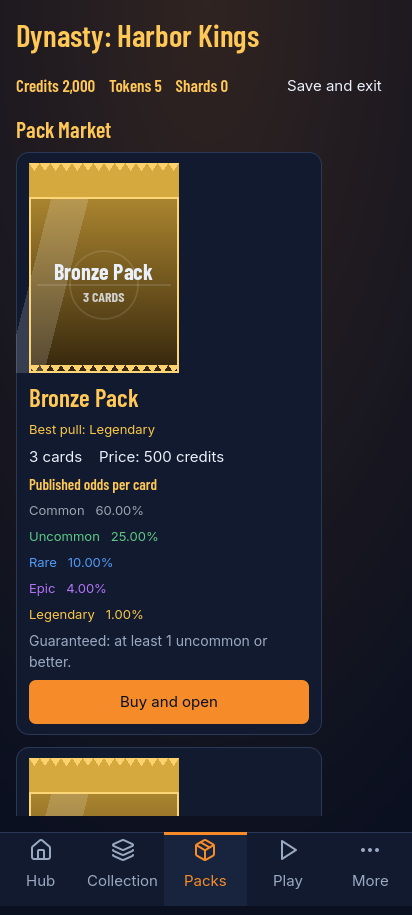 Dynasty: Harbor Kings
Credits 2,000 Tokens 5 Shards 0 Save and exit
Pack Market
Bronze Pack
3 CARDS
Bronze Pack
Best pull: Legendary
3 cards Price: 500 credits
Published odds per card
Common 60.00%
Uncommon 25.00%
Rare 10.00%
Epic 4.00%
Legendary 1.00%
Guaranteed: at least 1 uncommon or
better.
Buy and open
Hub Collection Packs Play More